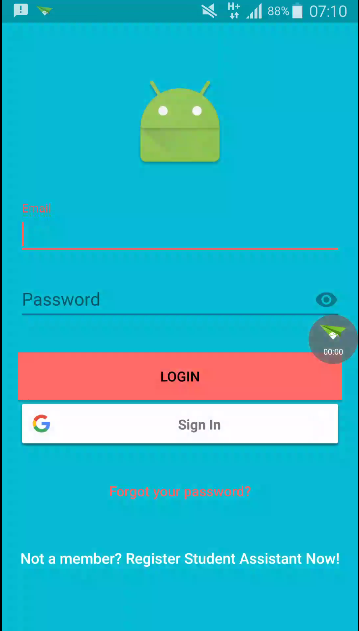 H+ 88% 07:10
Email
Password
00:00
LOGIN
Sign In
Forgot your password?
Not a member? Register Student Assistant Now!